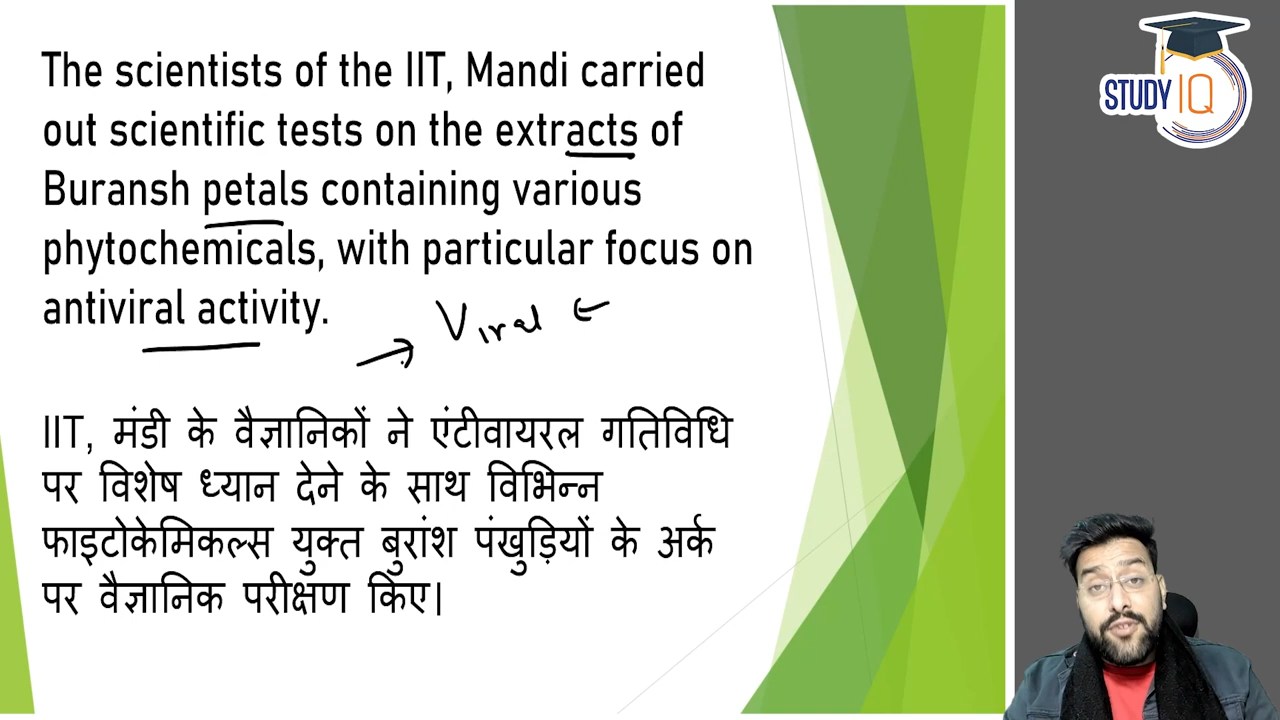 The scientists of the IIT, Mandi carried
out scientific tests on the extracts of
Buransh petals containing various
phytochemicals, with particular focus on
antiviral activity.
Viral
IIT, मंडी के वैज्ञानिकों ने एंटीवायरल गतिविधि
पर विशेष ध्यान देने के साथ विभिन्न
फाइटोकेमिकल्स युक्त बुरांश पंखुड़ियों के अर्क
पर वैज्ञानिक परीक्षण किए।
STUDY IQ